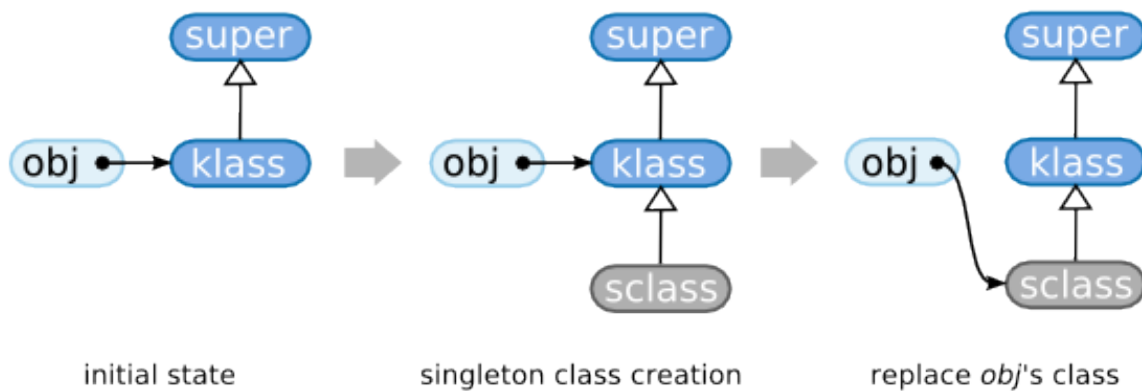 super super super
obj klass obj klass obj klass
sclass sclass
initial state singleton class creation replace obj's class